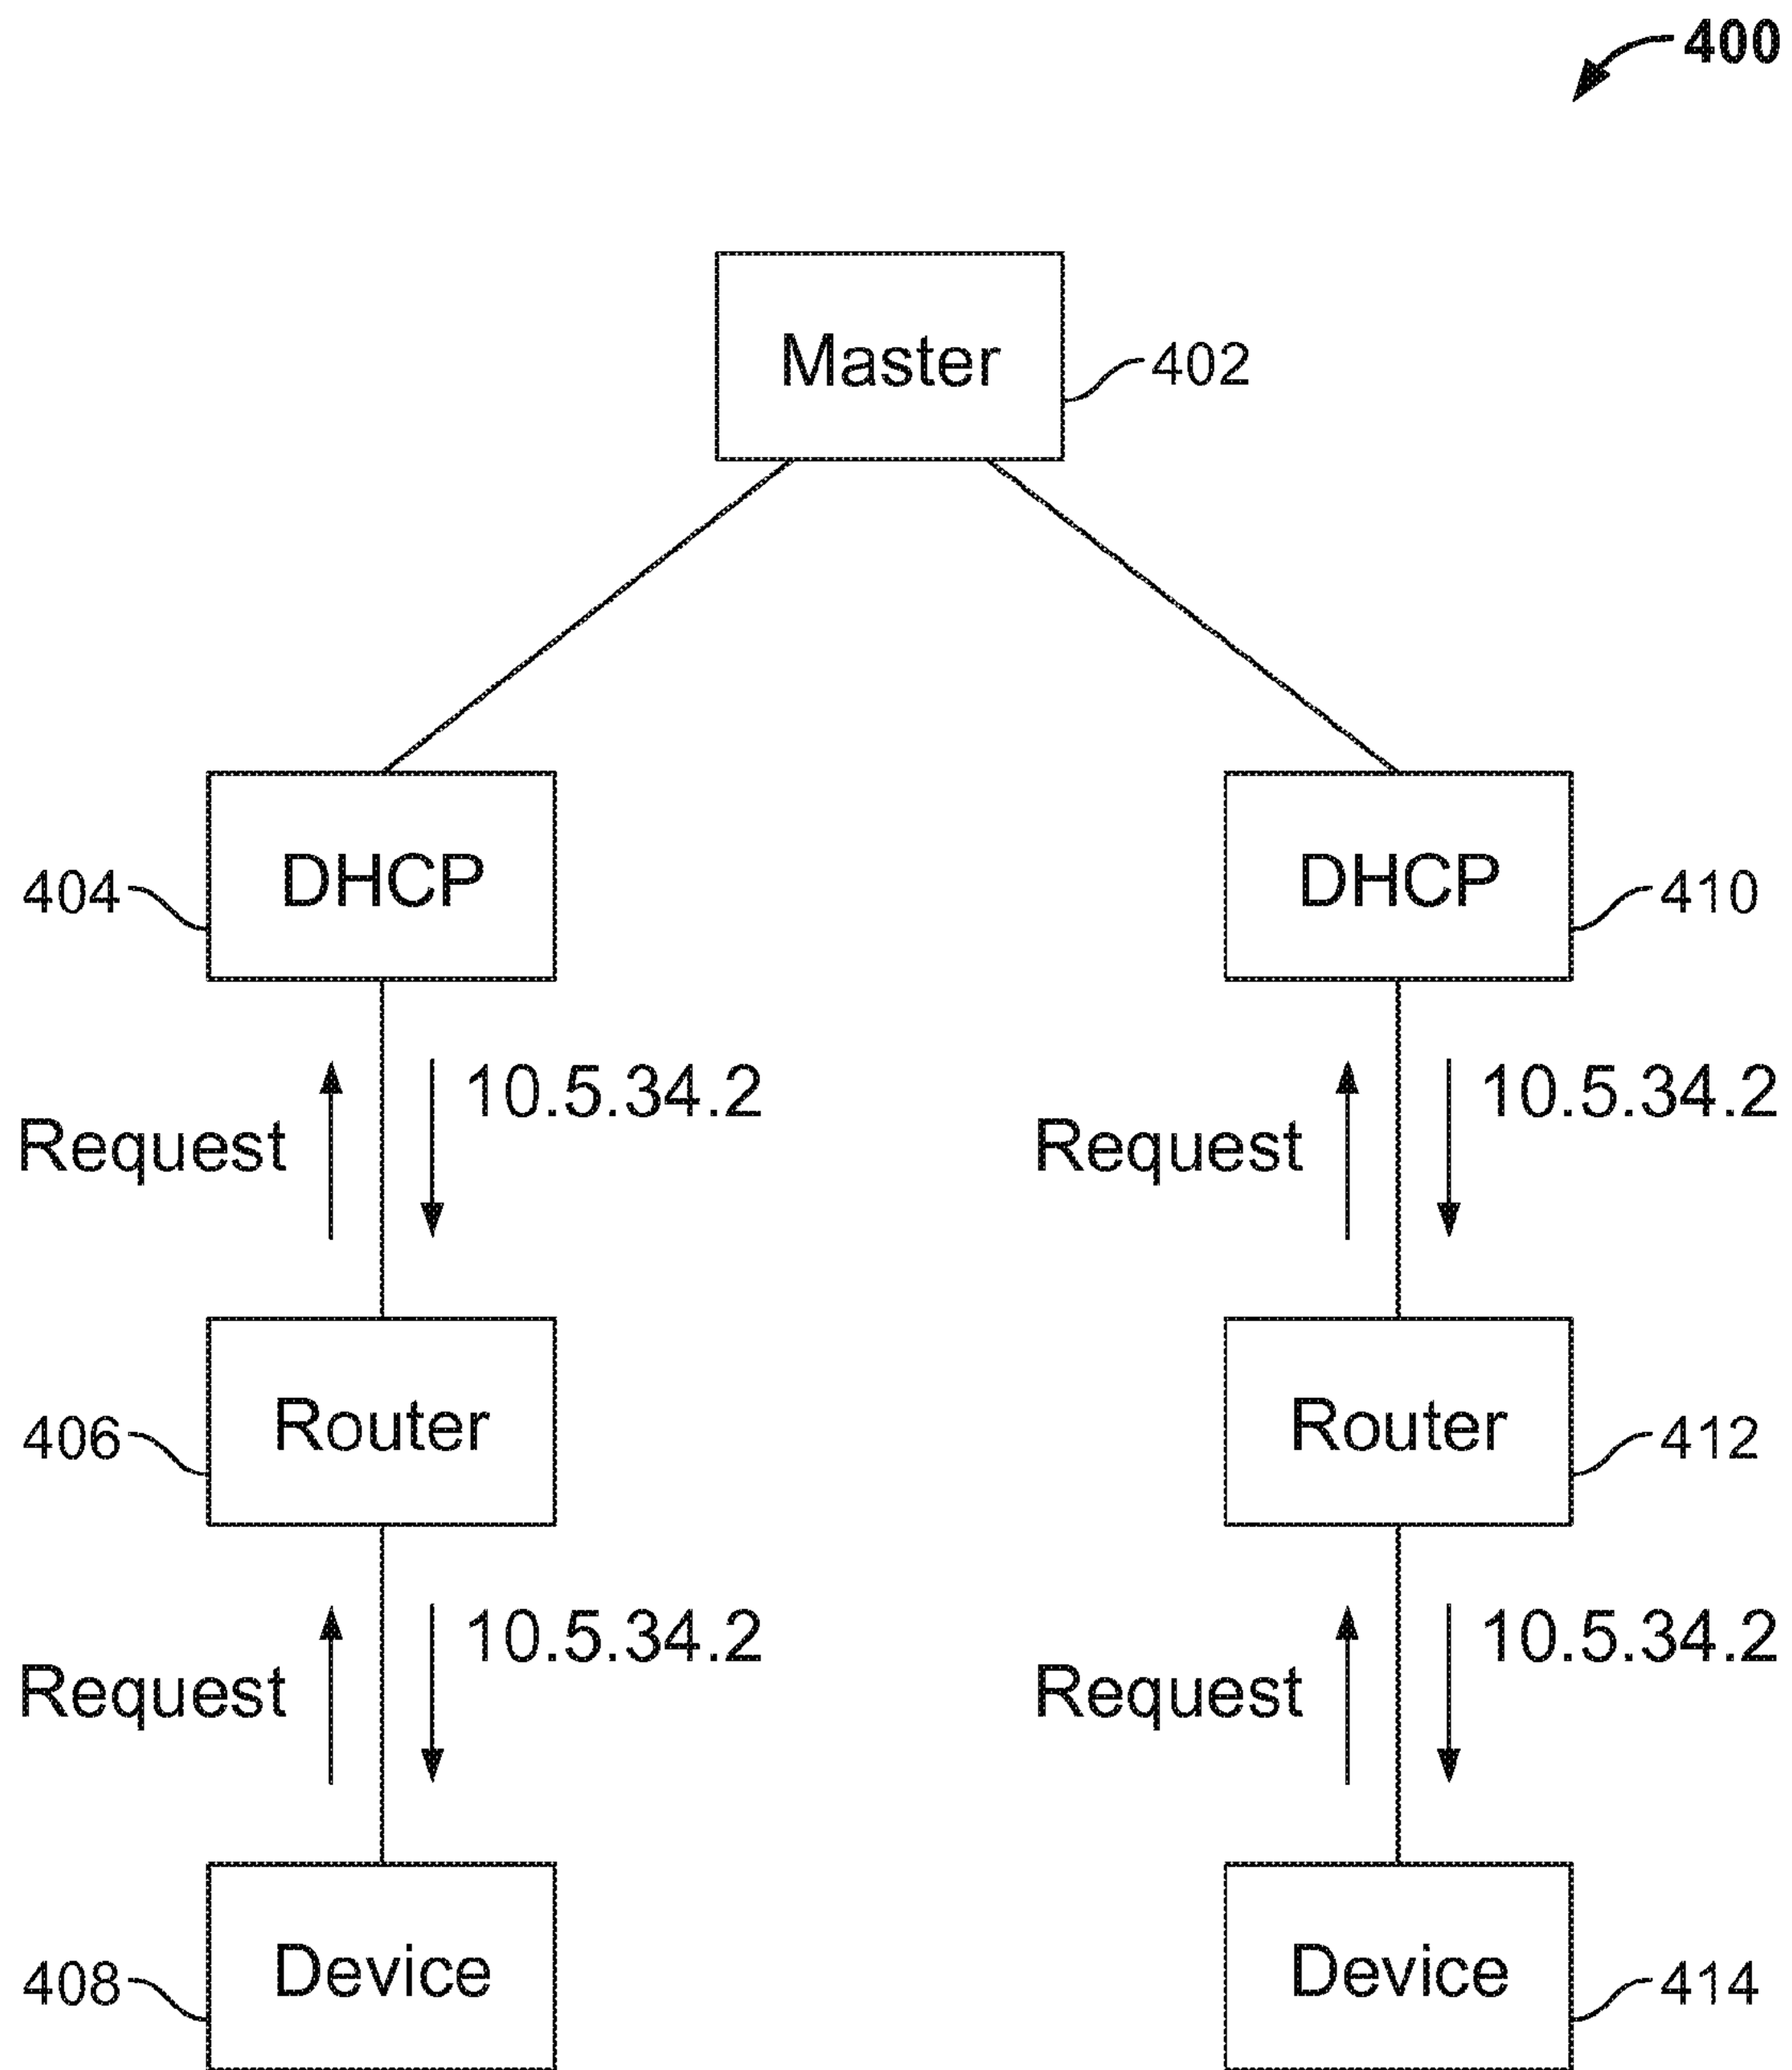 400
Master
402
DHCP
404
DHCP
410
Request
10.5.34.2
Request
10.5.34.2
Router
406
Router
412
Request
10.5.34.2
Request
10.5.34.2
Device
408
Device
414